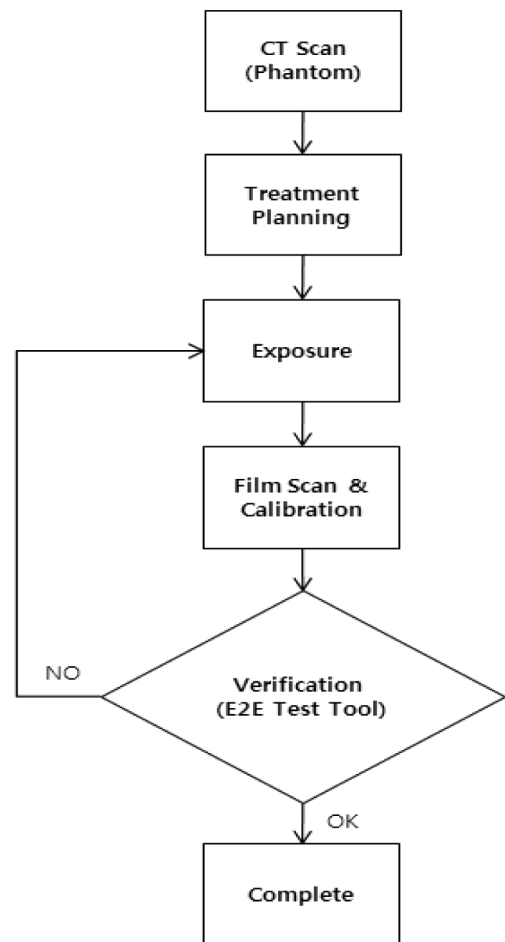 CT Scan
(Phantom)
Treatment
Planning
Exposure
Film Scan &
Calibration
Verification
(E2E Test Tool)
NO
OK
Complete